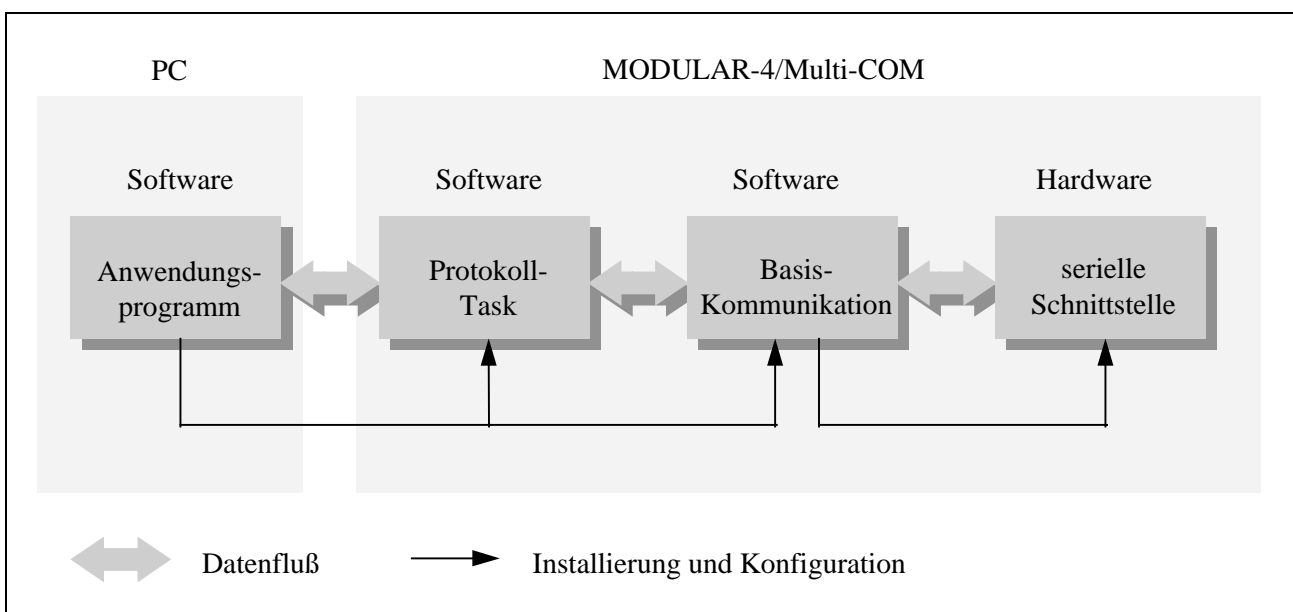 PC
MODULAR-4/Multi-COM
Software
Software
Software
Hardware
Anwendungs-
programm
Protokoll-
Task
Basis-
Kommunikation
serielle
Schnittstelle
Datenfluß
Installierung und Konfiguration